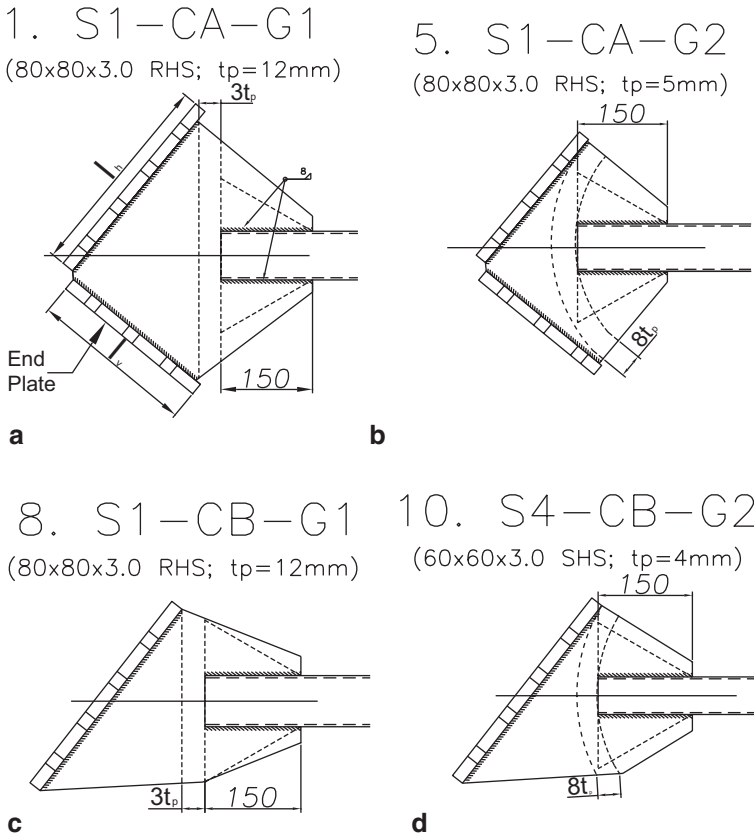 1. S1-CA-G1
(80x80x3.0 RHS; tp=12mm)
3tp
h
8
End
Plate
v
150
a
5. S1-CA-G2
(80x80x3.0 RHS; tp=5mm)
150
8tp
b
8. S1-CB-G1
(80x80x3.0 RHS; tp=12mm)
3tp
150
c
10. S4-CB-G2
(60x60x3.0 SHS; tp=4mm)
150
8tp
d